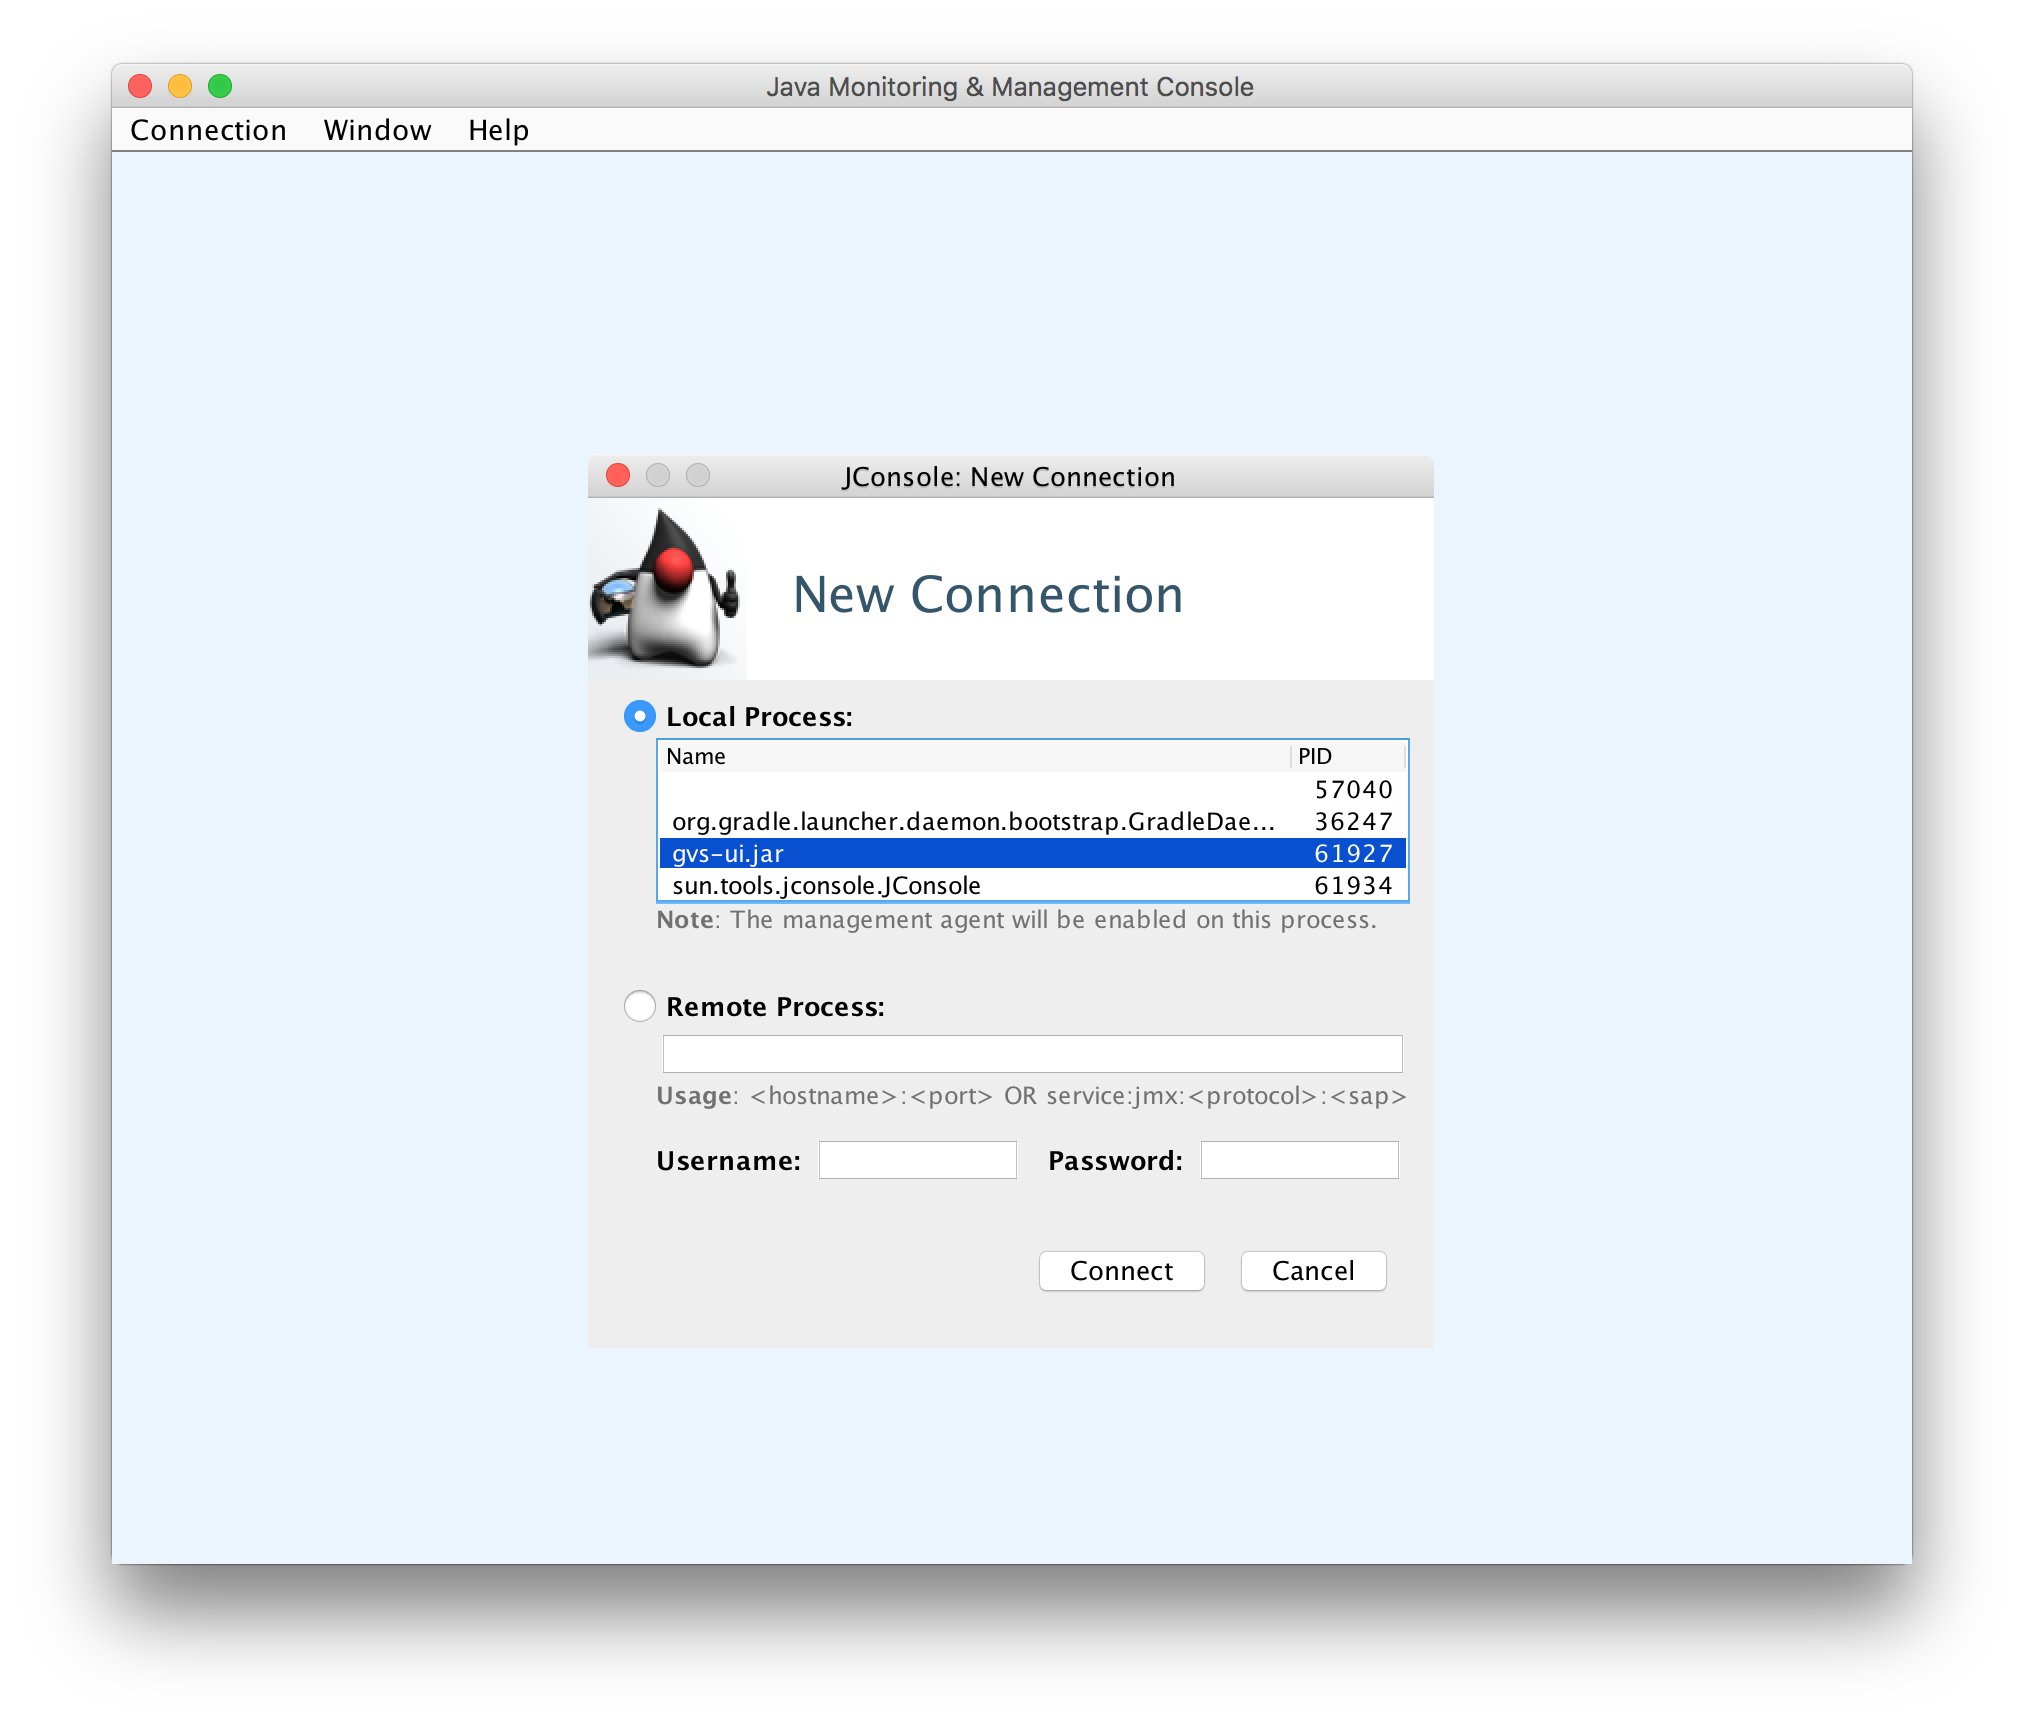 Java Monitoring & Management Console
Connection Window Help
JConsole: New Connection
New Connection
Local Process:
Name PID
57040
org.gradle.launcher.daemon.bootstrap.GradleDae... 36247
gvs-ui.jar 61927
sun.tools.jconsole.JConsole 61934
Note: The management agent will be enabled on this process.
Remote Process:
Usage: <hostname>:<port> OR service:jmx:<protocol>:<sap>
Username: Password:
Connect Cancel